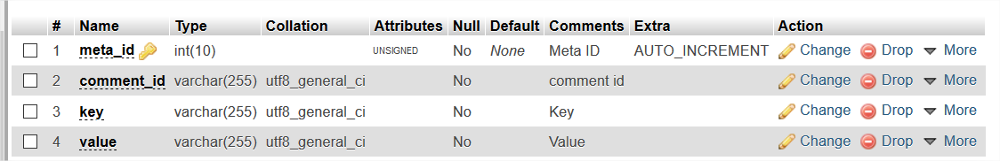 # Name Type Collation Attributes Null Default Comments Extra Action
1 meta_id int(10) UNSIGNED No None Meta ID AUTO_INCREMENT Change Drop More
2 comment_id varchar(255) utf8_general_ci No comment id Change Drop More
3 key varchar(255) utf8_general_ci No Key Change Drop More
4 value varchar(255) utf8_general_ci No Value Change Drop More